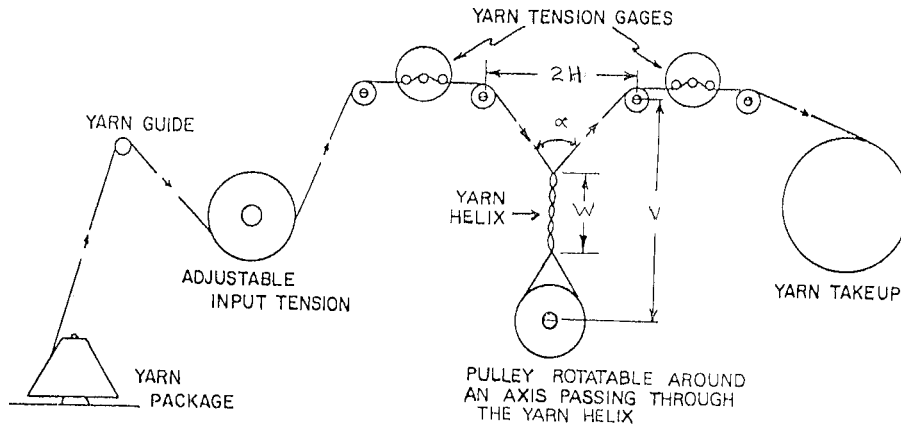 YARN TENSION GAGES
2H
YARN GUIDE
α
YARN
HELIX
W
V
ADJUSTABLE
INPUT TENSION
YARN TAKEUP
YARN
PACKAGE
PULLEY ROTATABLE AROUND
AN AXIS PASSING THROUGH
THE YARN HELIX